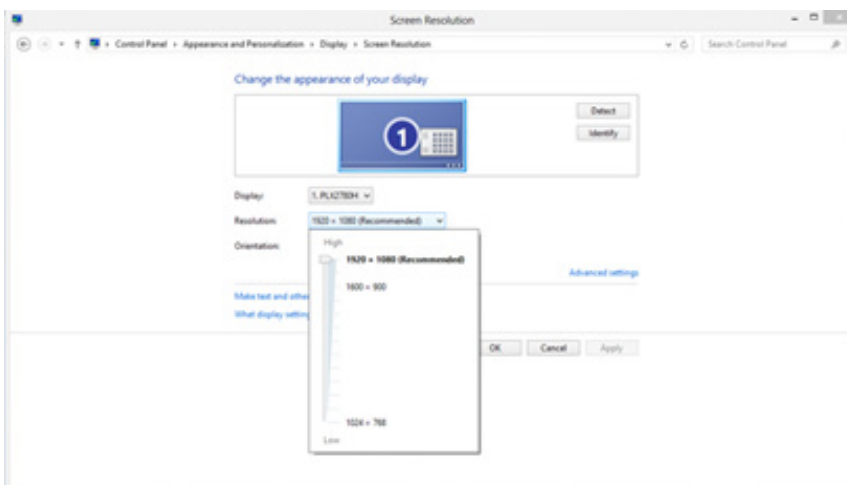 Screen Resolution
Control Panel › Appearance and Personalization › Display › Screen Resolution
Search Control Panel
Change the appearance of your display
1
Detect
Identify
Display:
1. PLX2780H
Resolution:
1920 × 1080 (Recommended)
Orientation:
High
1920 × 1080 (Recommended)
1600 × 900
1024 × 768
Low
Advanced settings
Make text and other
What display setting
OK
Cancel
Apply